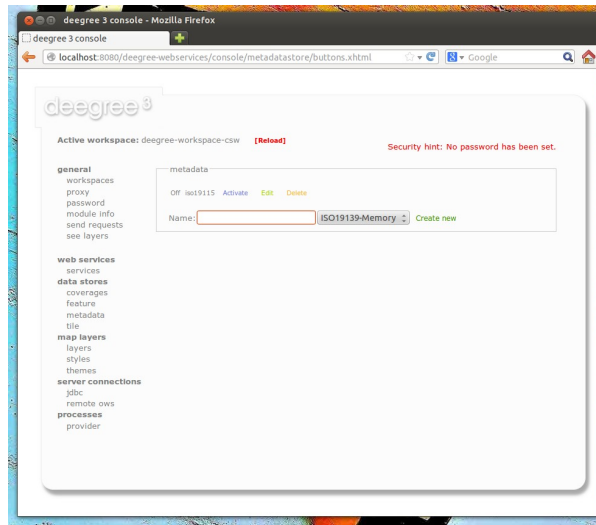 deegree 3 console - Mozilla Firefox
deegree 3 console
localhost:8080/deegree-webservices/console/metadatastore/buttons.xhtml
Google
deegree 3
Active workspace: deegree-workspace-csw [Reload]
Security hint: No password has been set.
general
workspaces
proxy
password
module info
send requests
see layers
web services
services
data stores
coverages
feature
metadata
tile
map layers
layers
styles
themes
server connections
jdbc
remote ows
processes
provider
metadata
Off iso19115 Activate Edit Delete
Name: ISO19139-Memory Create new